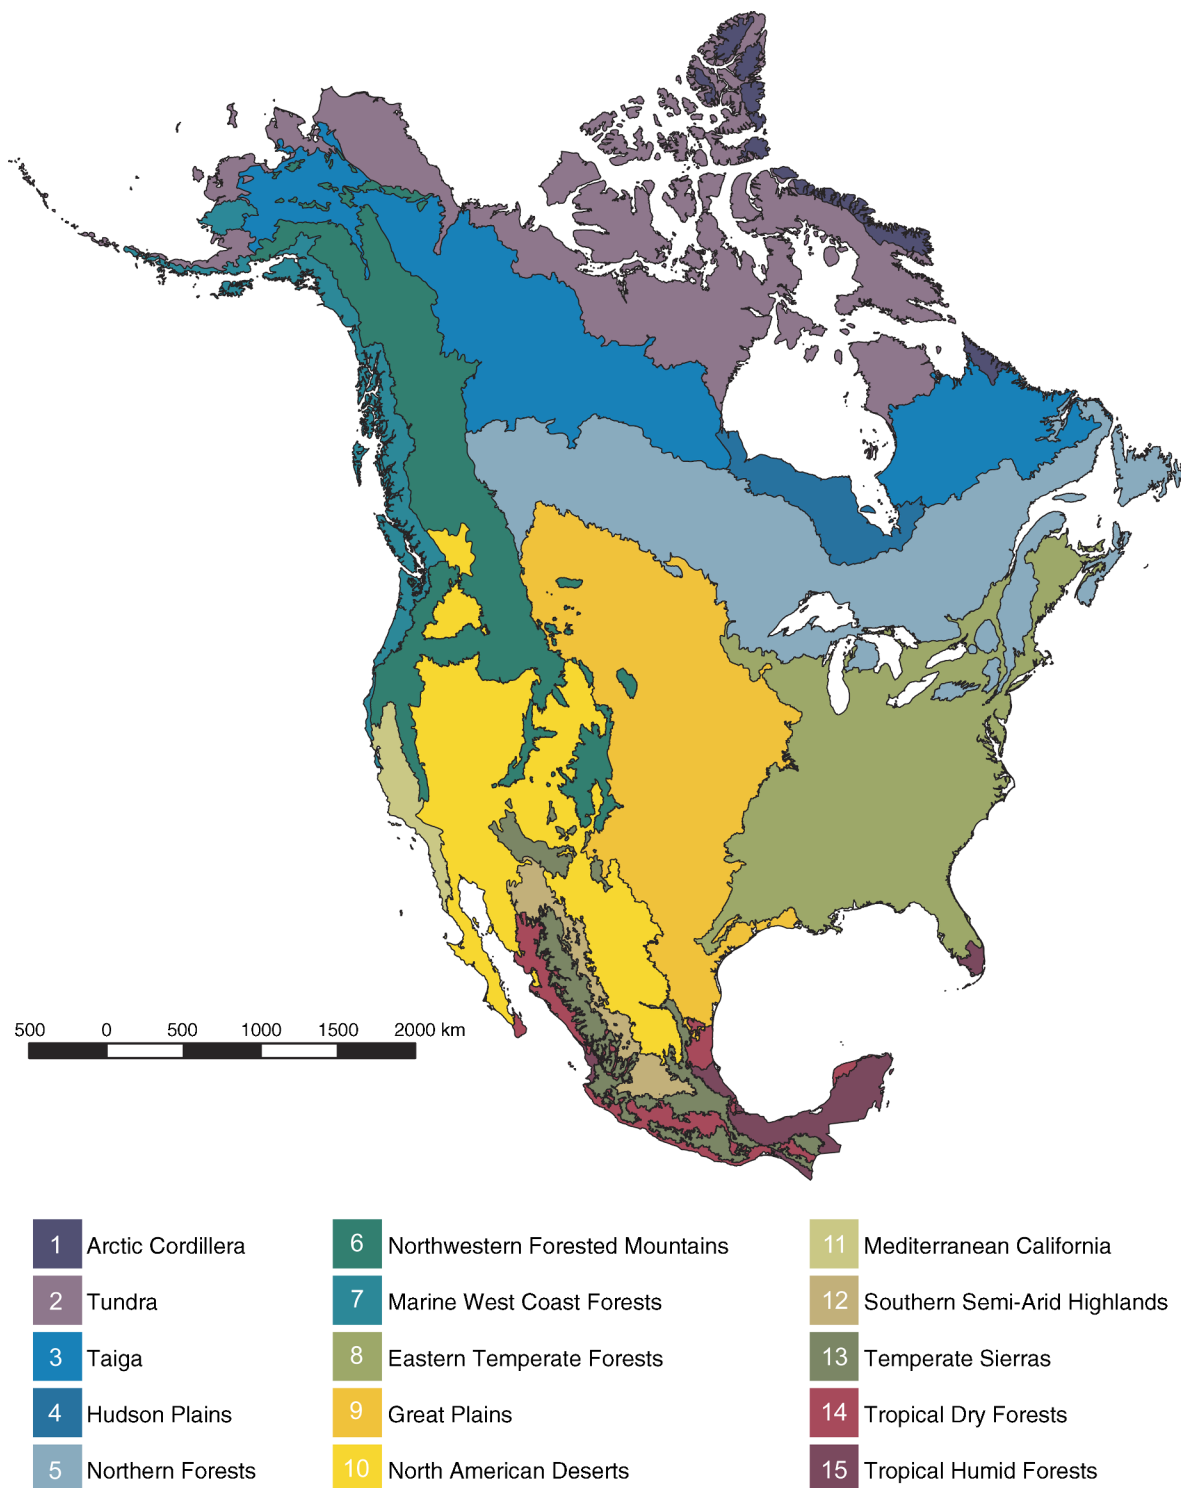 500 0 500 1000 1500 2000 km
1 Arctic Cordillera
2 Tundra
3 Taiga
4 Hudson Plains
5 Northern Forests
6 Northwestern Forested Mountains
7 Marine West Coast Forests
8 Eastern Temperate Forests
9 Great Plains
10 North American Deserts
11 Mediterranean California
12 Southern Semi-Arid Highlands
13 Temperate Sierras
14 Tropical Dry Forests
15 Tropical Humid Forests